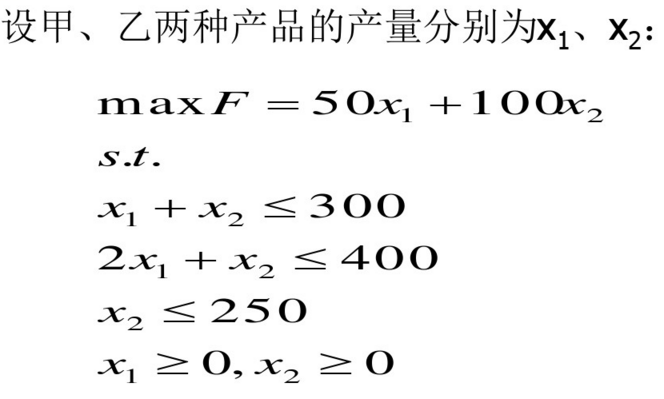 设甲、乙两种产品的产量分别为x₁、x₂:
max F = 50x₁ + 100x₂
s.t.
x₁ + x₂ ≤ 300
2x₁ + x₂ ≤ 400
x₂ ≤ 250
x₁ ≥ 0, x₂ ≥ 0